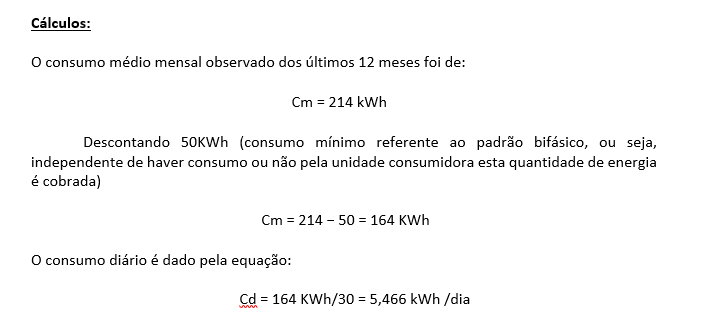 Cálculos:
O consumo médio mensal observado dos últimos 12 meses foi de:
Cm = 214 kWh
Descontando 50KWh (consumo mínimo referente ao padrão bifásico, ou seja,
independente de haver consumo ou não pela unidade consumidora esta quantidade de energia
é cobrada)
Cm = 214 – 50 = 164 KWh
O consumo diário é dado pela equação:
Cd = 164 KWh/30 = 5,466 kWh /dia